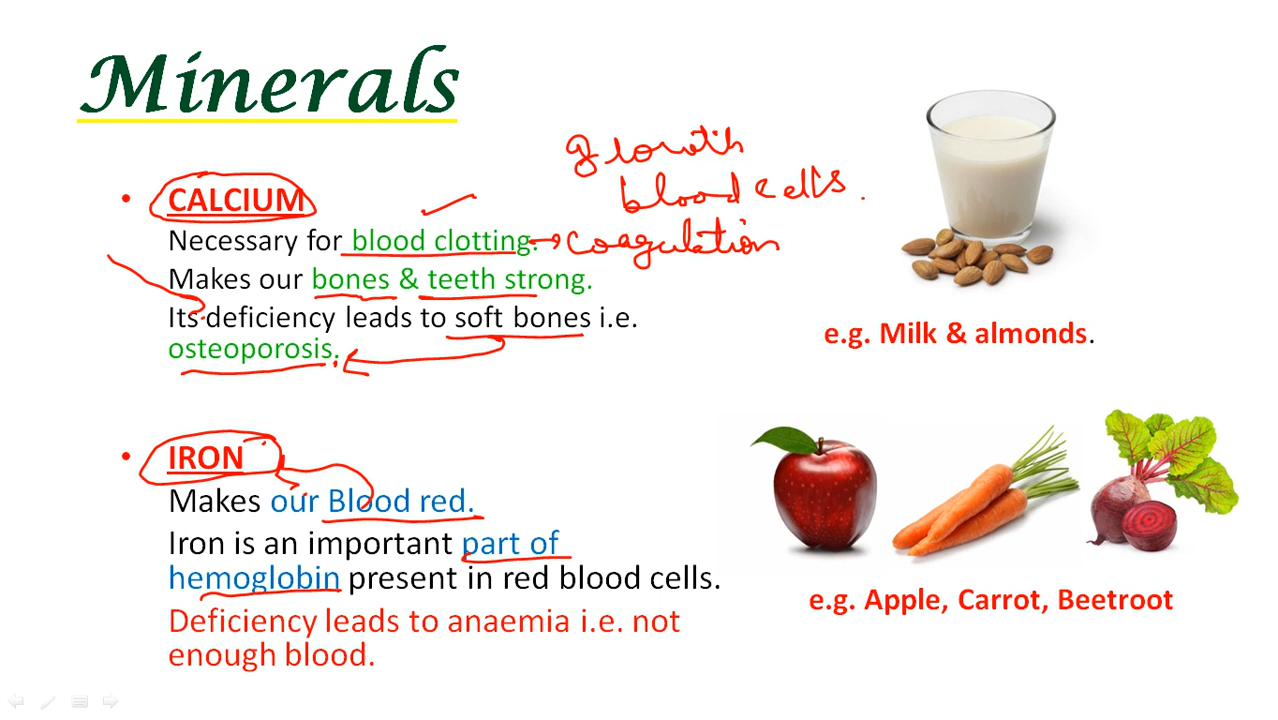 Minerals
Growth
blood cells.
• CALCIUM
Necessary for blood clotting. → coagulation
Makes our bones & teeth strong.
Its deficiency leads to soft bones i.e.
osteoporosis.
e.g. Milk & almonds.
• IRON
Makes our Blood red.
Iron is an important part of
hemoglobin present in red blood cells.
Deficiency leads to anaemia i.e. not
enough blood.
e.g. Apple, Carrot, Beetroot